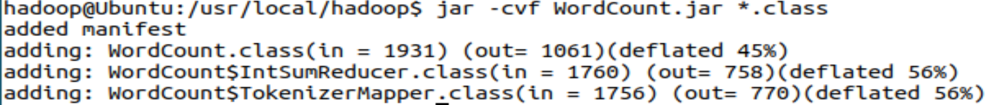 hadoop@Ubuntu:/usr/local/hadoop$ jar -cvf WordCount.jar *.class
added manifest
adding: WordCount.class(in = 1931) (out= 1061)(deflated 45%)
adding: WordCount$IntSumReducer.class(in = 1760) (out= 758)(deflated 56%)
adding: WordCount$TokenizerMapper.class(in = 1756) (out= 770)(deflated 56%)